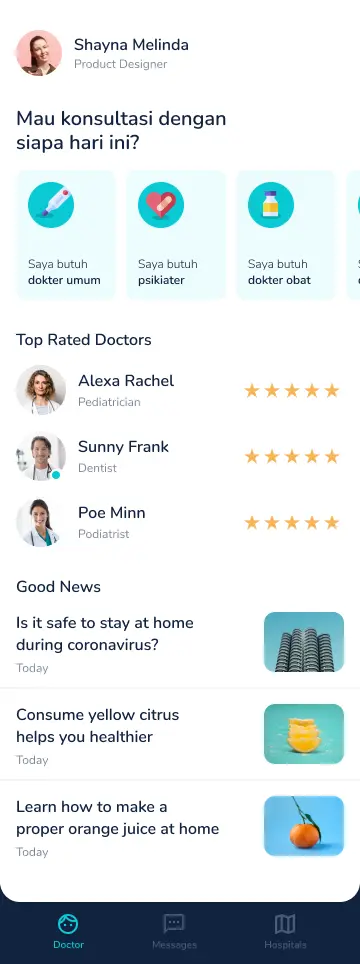 Shayna Melinda
Product Designer
Mau konsultasi dengan
siapa hari ini?
Saya butuh
dokter umum
Saya butuh
psikiater
Saya butuh
dokter obat
Top Rated Doctors
Alexa Rachel
Pediatrician
Sunny Frank
Dentist
Poe Minn
Podiatrist
Good News
Is it safe to stay at home
during coronavirus?
Today
Consume yellow citrus
helps you healthier
Today
Learn how to make a
proper orange juice at home
Today
Doctor
Messages
Hospitals